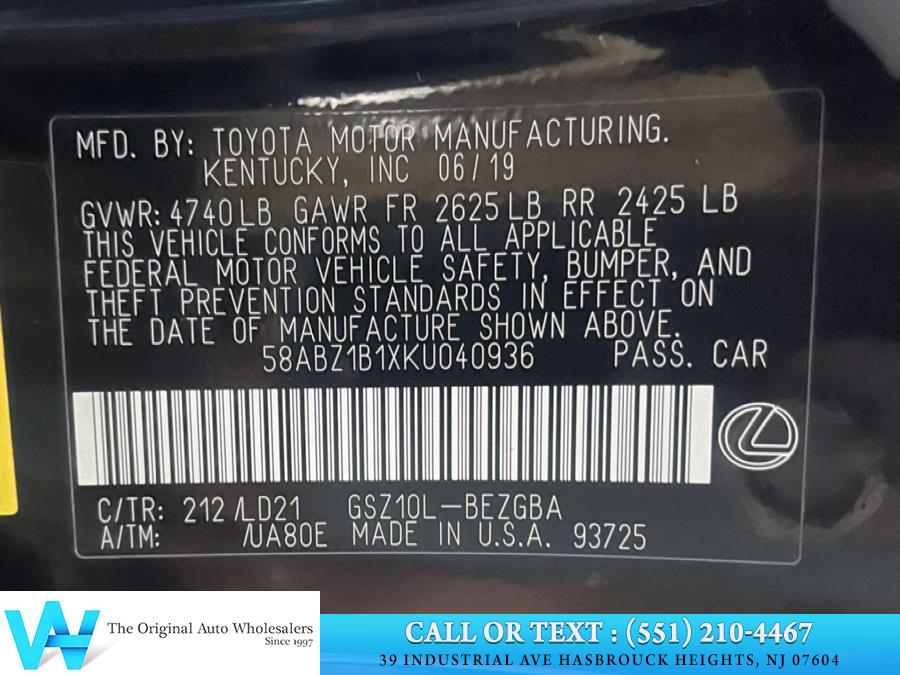 MFD. BY: TOYOTA MOTOR MANUFACTURING.
KENTUCKY, INC 06/19
GVWR: 4740LB GAWR FR 2625LB RR 2425 LB
THIS VEHICLE CONFORMS TO ALL APPLICABLE
FEDERAL MOTOR VEHICLE SAFETY, BUMPER, AND
THEFT PREVENTION STANDARDS IN EFFECT ON
THE DATE OF MANUFACTURE SHOWN ABOVE.
58ABZ1B1XKU040936 PASS. CAR
C/TR: 212/LD21 GSZ10L-BEZGBA
A/TM: /UA80E MADE IN U.S.A. 93725
The Original Auto Wholesalers
Since 1997
CALL OR TEXT : (551) 210-4467
39 INDUSTRIAL AVE HASBROUCK HEIGHTS, NJ 07604